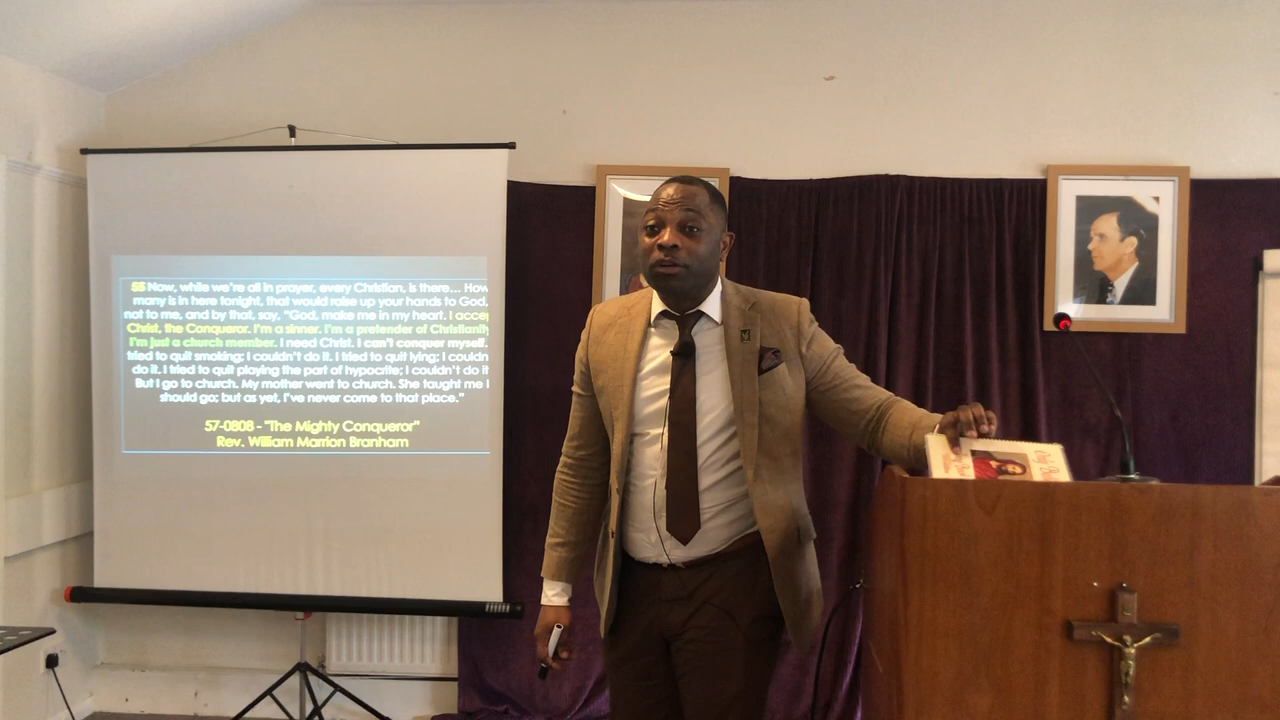 55 Now, while we're all in prayer, every Christian, is there... How
many is in here tonight, that would raise up your hands to God,
not to me, and by that, say, "God, make me in my heart. I accep
Christ, the Conqueror. I'm a sinner. I'm a pretender of Christianity
I'm just a church member. I need Christ. I can't conquer myself.
tried to quit smoking; I couldn't do it. I tried to quit lying; I couldn
do it. I tried to quit playing the part of hypocrite; I couldn't do it
But I go to church. My mother went to church. She taught me I
should go; but as yet, I've never come to that place."
57-0808 - "The Mighty Conqueror"
Rev. William Marrion Branham
Only